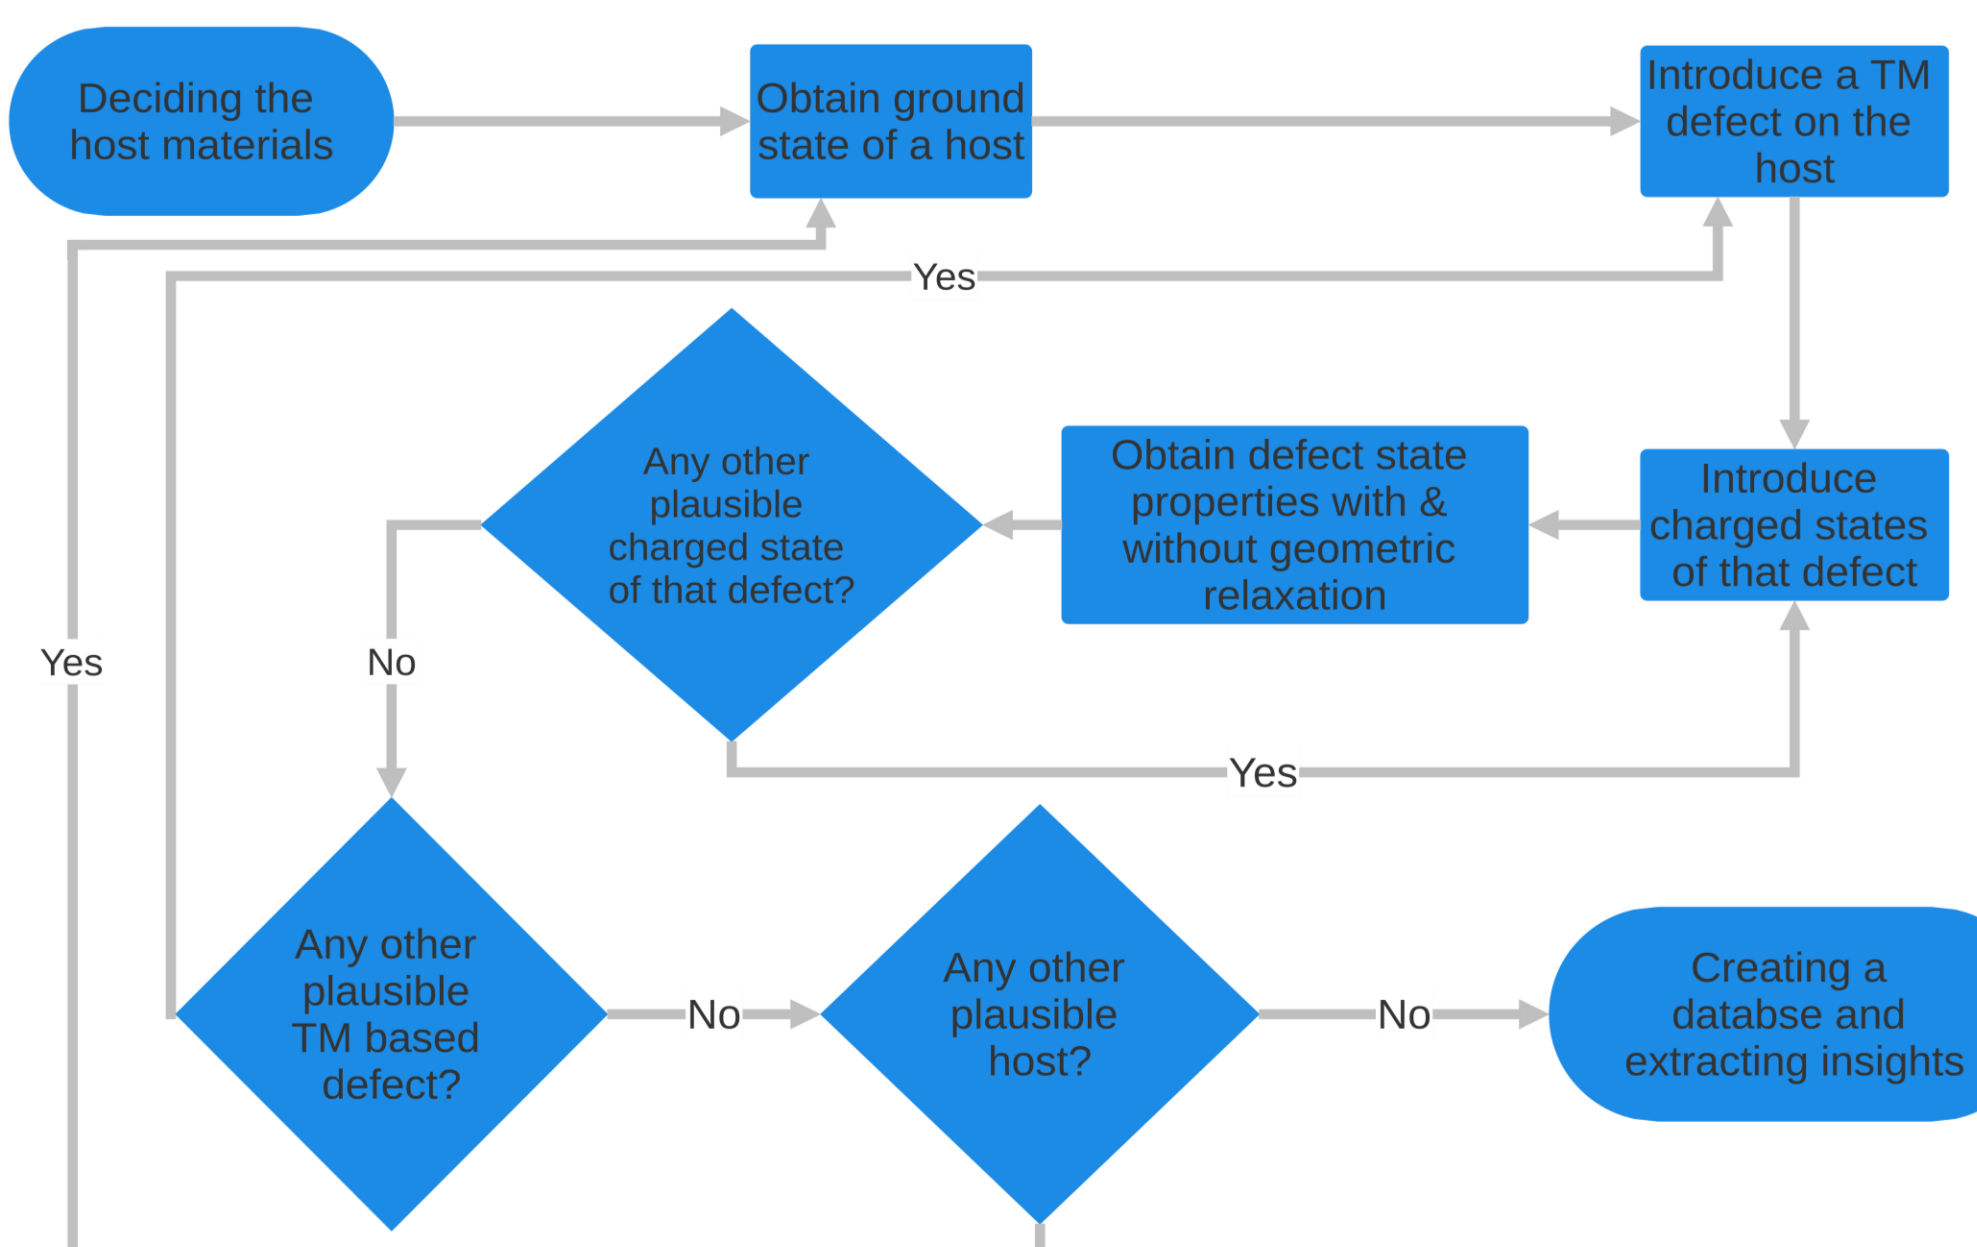 Deciding the
host materials
Obtain ground
state of a host
Introduce a TM
defect on the
host
Yes
Any other
plausible
charged state
of that defect?
Obtain defect state
properties with &
without geometric
relaxation
Introduce
charged states
of that defect
Yes
No
Yes
Any other
plausible
TM based
defect?
No
Any other
plausible
host?
No
Creating a
databse and
extracting insights